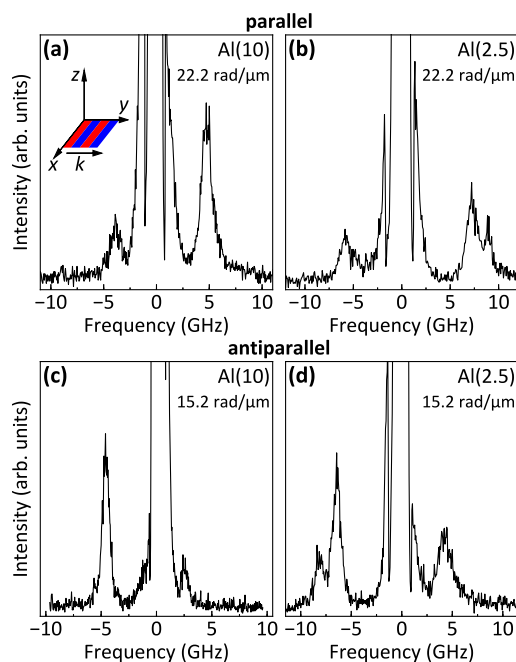 parallel
(a) Al(10)
22.2 rad/μm
z
y
x k
(b) Al(2.5)
22.2 rad/μm
Intensity (arb. units)
−10 −5 0 5 10
−10 −5 0 5 10
Frequency (GHz) Frequency (GHz)
antiparallel
(c) Al(10)
15.2 rad/μm
(d) Al(2.5)
15.2 rad/μm
Intensity (arb. units)
−10 −5 0 5 10
−10 −5 0 5 10
Frequency (GHz) Frequency (GHz)